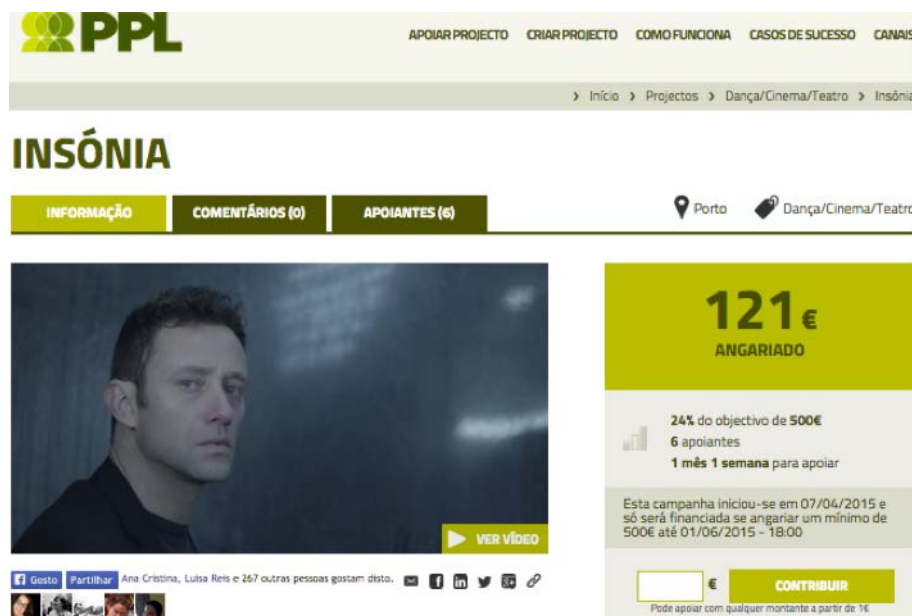 PPL
APOIAR PROJECTO CRIAR PROJECTO COMO FUNCIONA CASOS DE SUCESSO CANAIS
> Início > Projectos > Dança/Cinema/Teatro > Insónia
INSÓNIA
INFORMAÇÃO COMENTÁRIOS (0) APOIANTES (6)
Porto Dança/Cinema/Teatro
121€
ANGARIADO
24% do objectivo de 500€
6 apoiantes
1 mês 1 semana para apoiar
Esta campanha iniciou-se em 07/04/2015 e
só será financiada se angariar um mínimo de
500€ até 01/06/2015 - 18:00
VER VÍDEO
Gosto Partilhar Ana Cristina, Luisa Reis e 267 outras pessoas gostam disto.
€ CONTRIBUIR
Pode apoiar com qualquer montante a partir de 1€